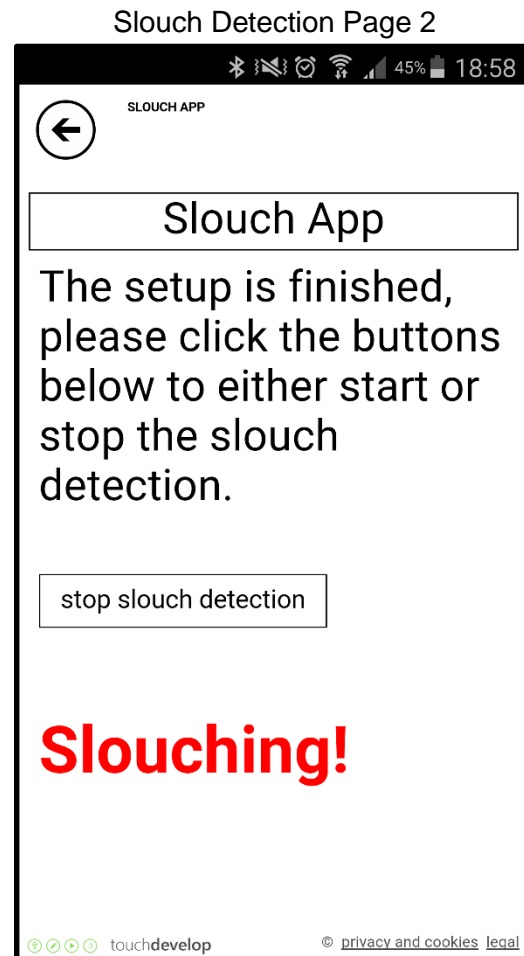 Slouch Detection Page 2
45% 18:58
SLOUCH APP
Slouch App
The setup is finished,
please click the buttons
below to either start or
stop the slouch
detection.
stop slouch detection
Slouching!
touchdevelop © privacy and cookies legal